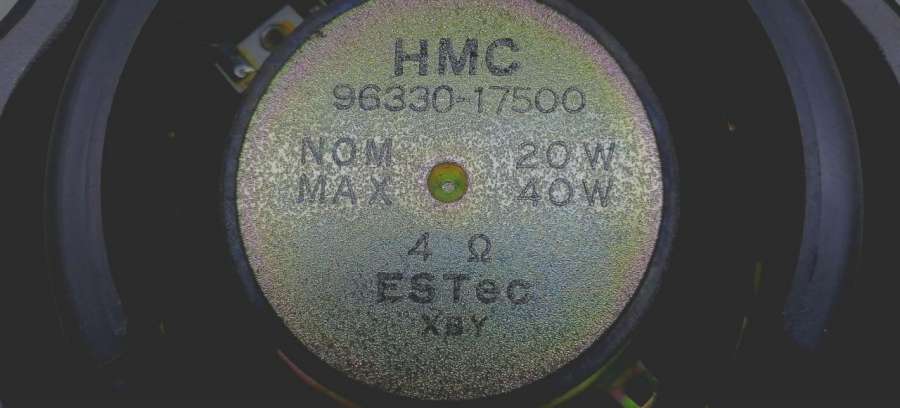 HMC
96330-17500
NOM 20W
MAX 40W
4 Ω
ESTec
XBY